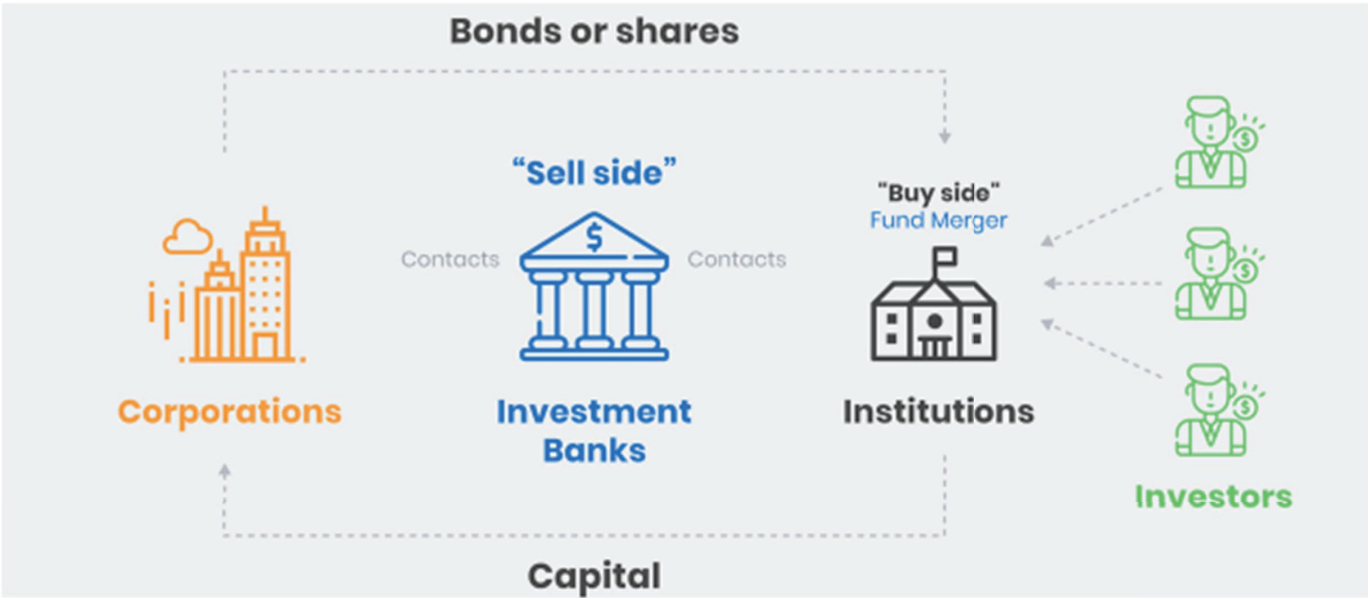 Bonds or shares
“Sell side”
"Buy side"
Fund Merger
Contacts
Contacts
Corporations
Investment
Banks
Institutions
Investors
Capital